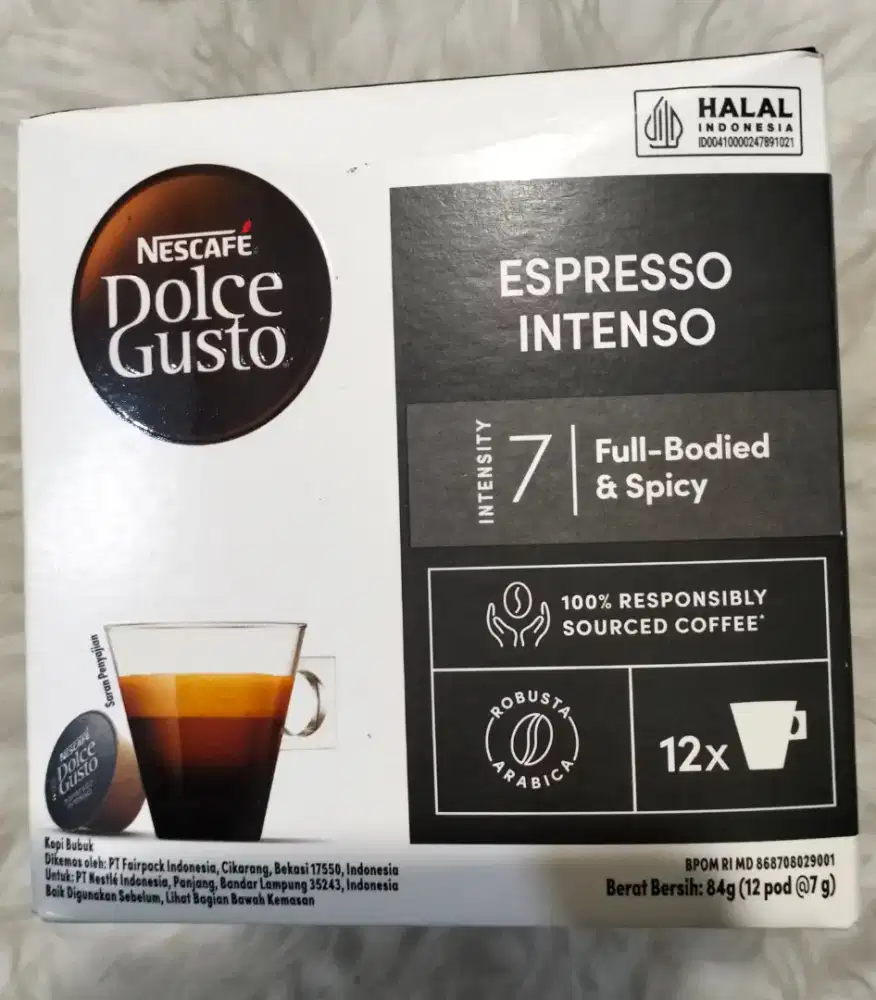 HALAL
INDONESIA
ID00410000247891021
NESCAFÉ
Dolce
Gusto
ESPRESSO
INTENSO
INTENSITY
7
Full-Bodied
& Spicy
100% RESPONSIBLY
SOURCED COFFEE*
ROBUSTA
ARABICA
12x
Saran Penyajian
NESCAFÉ
Dolce
Gusto
Kopi Bubuk
Dikemas oleh: PT Fairpack Indonesia, Cikarang, Bekasi 17550, Indonesia
Untuk: PT Nestlé Indonesia, Panjang, Bandar Lampung 35243, Indonesia
Baik Digunakan Sebelum, Lihat Bagian Bawah Kemasan
BPOM RI MD 868708029001
Berat Bersih: 84g (12 pod @7 g)